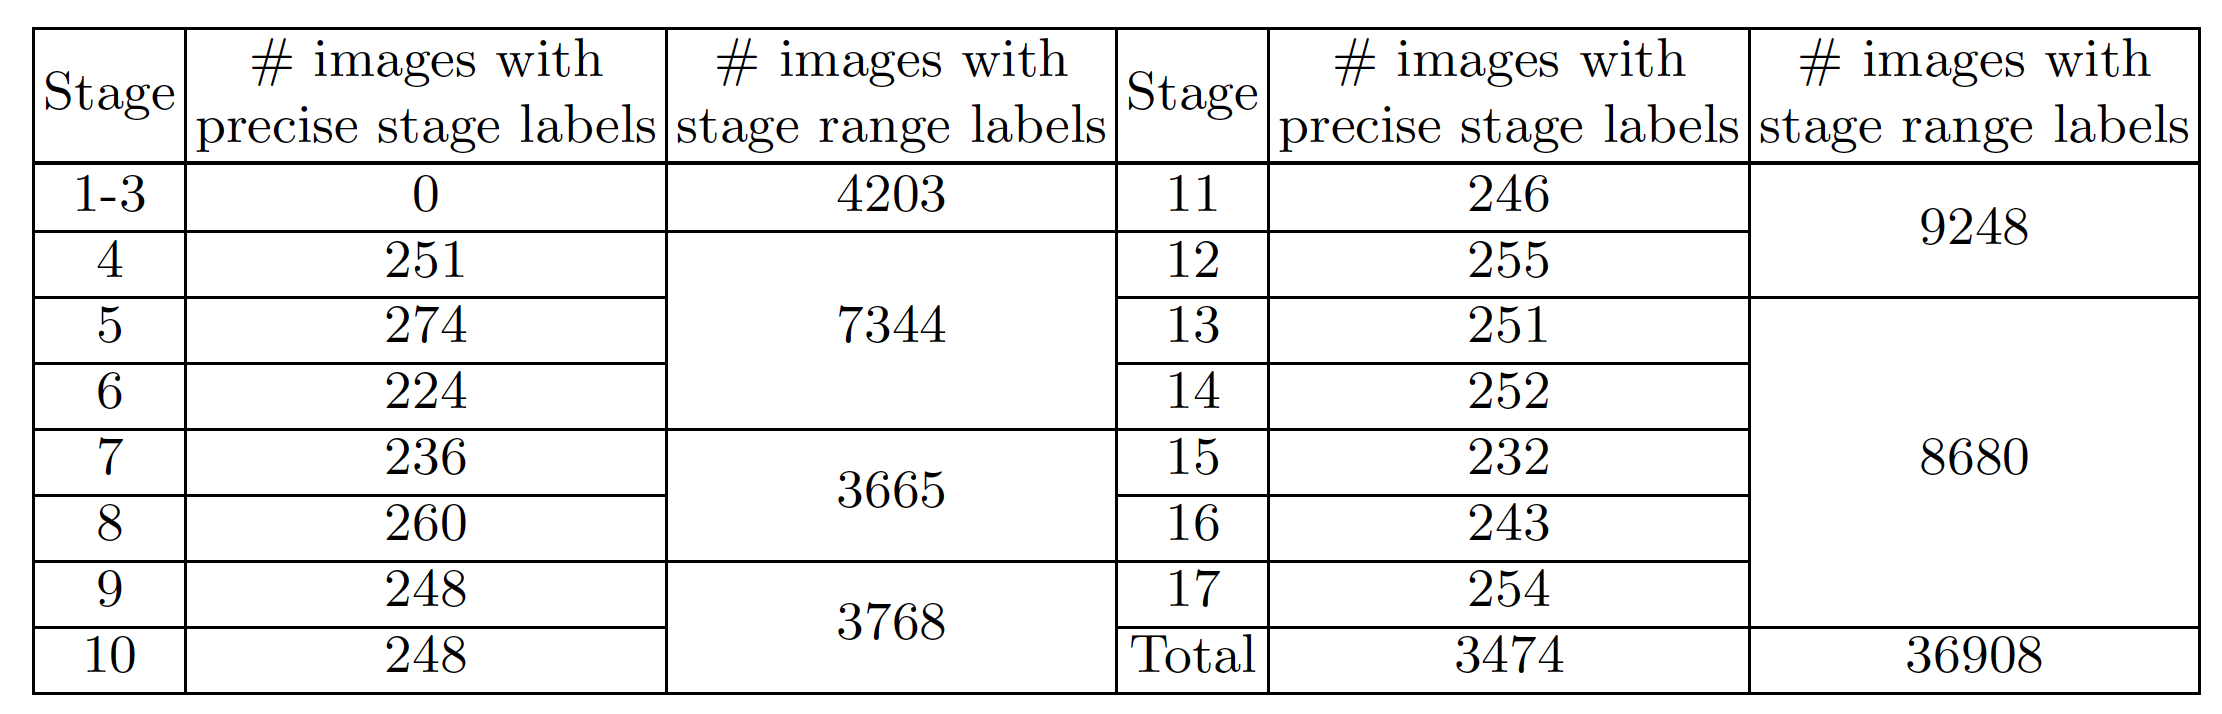 Stage # images with precise stage labels # images with stage range labels Stage # images with precise stage labels # images with stage range labels
1-3 0 4203 11 246 9248
4 251 7344 12 255
5 274 13 251 8680
6 224 14 252
7 236 3665 15 232
8 260 16 243
9 248 3768 17 254
10 248 Total 3474 36908